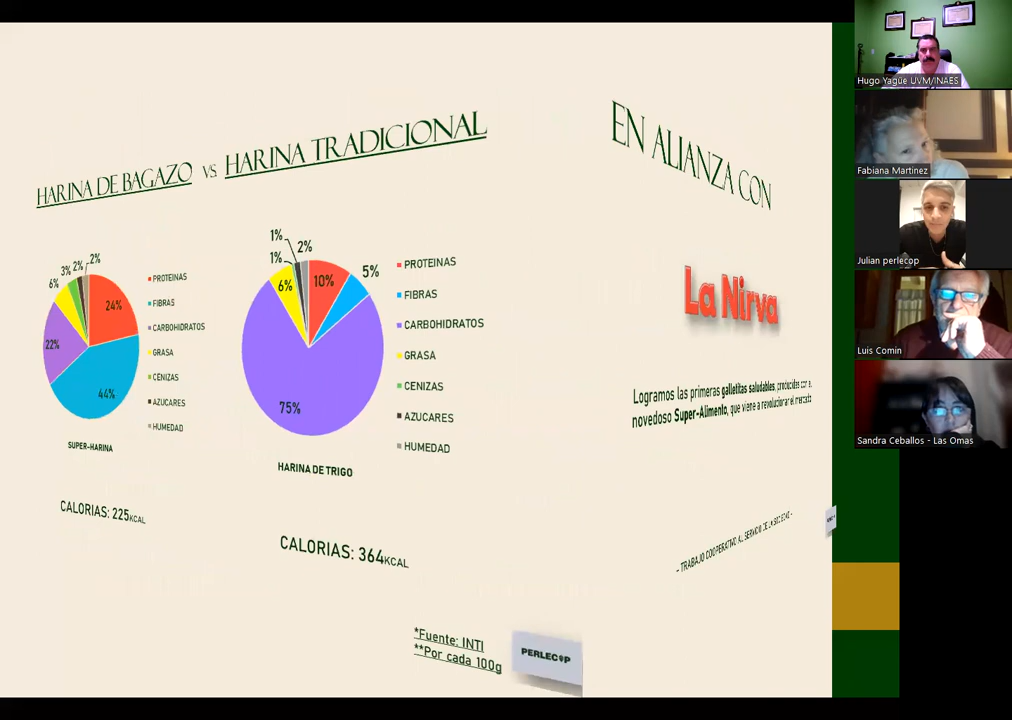 HARINA DE BAGAZO VS. HARINA TRADICIONAL
6% 3% 2% 2%
24%
22%
44%
PROTEINAS
FIBRAS
CARBOHIDRATOS
GRASA
CENIZAS
AZUCARES
HUMEDAD
SUPER-HARINA
CALORIAS: 225KCAL
1%
1%
2%
6%
10%
5%
75%
PROTEINAS
FIBRAS
CARBOHIDRATOS
GRASA
CENIZAS
AZUCARES
HUMEDAD
HARINA DE TRIGO
CALORIAS: 364KCAL
*Fuente: INTI
**Por cada 100g
PERLECOP
EN ALIANZA CON
La Nirva
Logramos las primeras galletitas saludables, producidas con el
novedoso Super-Alimento, que viene a revolucionar el mercado
- TRABAJO COOPERATIVO AL SERVICIO DE LA SOCIEDAD -
Hugo Yagüe UVM/INAES
Fabiana Martinez
Julian perlecop
Luis Comin
Sandra Ceballos - Las Omas